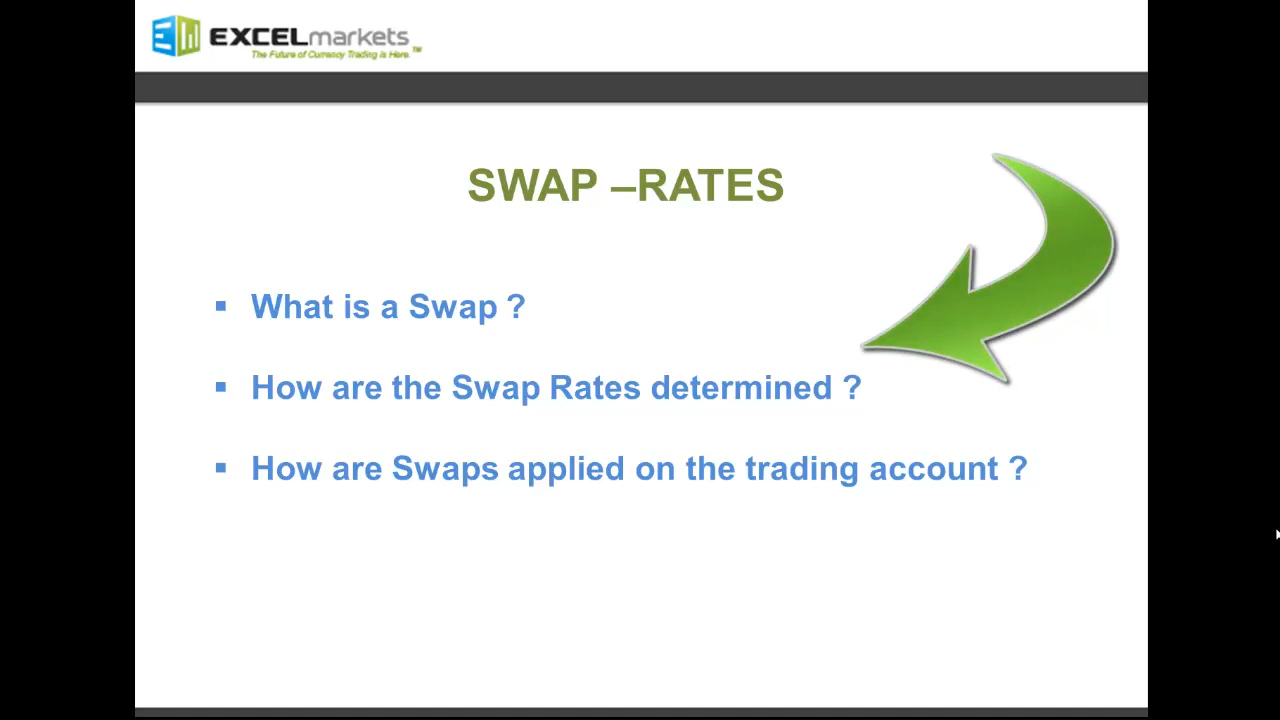 EXCELmarkets
The Future of Currency Trading is Here.™
SWAP –RATES
▪ What is a Swap ?
▪ How are the Swap Rates determined ?
▪ How are Swaps applied on the trading account ?